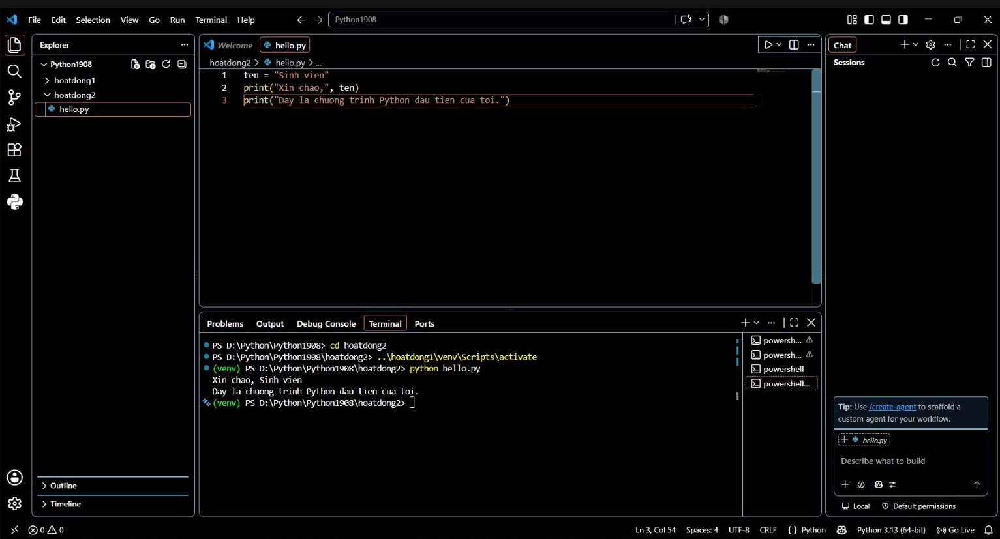 File Edit Selection View Go Run Terminal Help
Python1908
Explorer
Python1908
hoatdong1
hoatdong2
hello.py
Outline
Timeline
Welcome
hello.py
hoatdong2 > hello.py > ...
1 ten = "Sinh vien"
2 print("Xin chao,", ten)
3 print("Day la chuong trinh Python dau tien cua toi.")
Problems Output Debug Console Terminal Ports
PS D:\Python\Python1908> cd hoatdong2
PS D:\Python\Python1908\hoatdong2> ..\hoatdong1\venv\Scripts\activate
(venv) PS D:\Python\Python1908\hoatdong2> python hello.py
Xin chao, Sinh vien
Day la chuong trinh Python dau tien cua toi.
(venv) PS D:\Python\Python1908\hoatdong2>
powersh...
powersh...
powershell
powershell...
Chat
Sessions
Tip: Use /create-agent to scaffold a
custom agent for your workflow.
hello.py
Describe what to build
Local Default permissions
0 0
Ln 3, Col 54 Spaces: 4 UTF-8 CRLF { } Python Python 3.13 (64-bit) Go Live